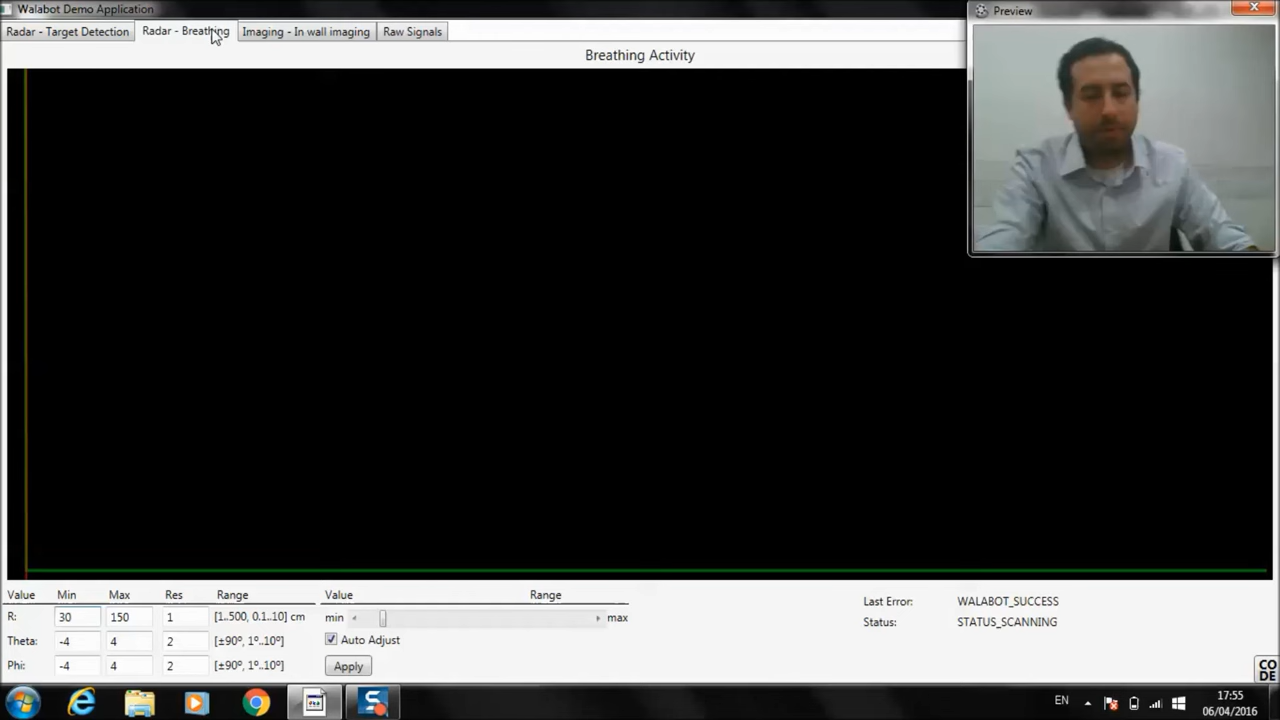 Walabot Demo Application
Preview
Radar - Target Detection
Radar - Breathing
Imaging - In wall imaging
Raw Signals
Breathing Activity
Value Min Max Res Range
R: 30 150 1 [1..500, 0.1..10] cm
Theta: -4 4 2 [±90º, 1º..10º]
Phi: -4 4 2 [±90º, 1º..10º]
Value Range
min max
Auto Adjust
Apply
Last Error: WALABOT_SUCCESS
Status: STATUS_SCANNING
CO
DE
EN
17:55
06/04/2016